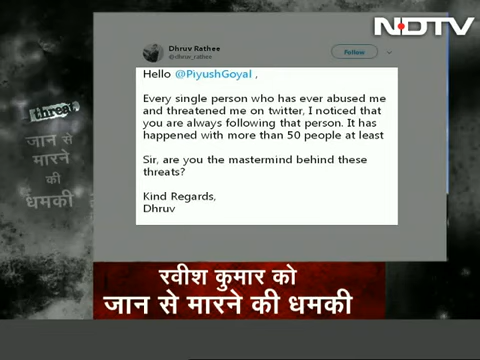 NDTV
Dhruv Rathee
@dhruv_rathee
Follow
Hello @PiyushGoyal ,
Every single person who has ever abused me
and threatened me on twitter, I noticed that
you are always following that person. It has
happened with more than 50 people at least
Sir, are you the mastermind behind these
threats?
Kind Regards,
Dhruv
threat
जान से
मारने
की
धमकी
रवीश कुमार को
जान से मारने की धमकी